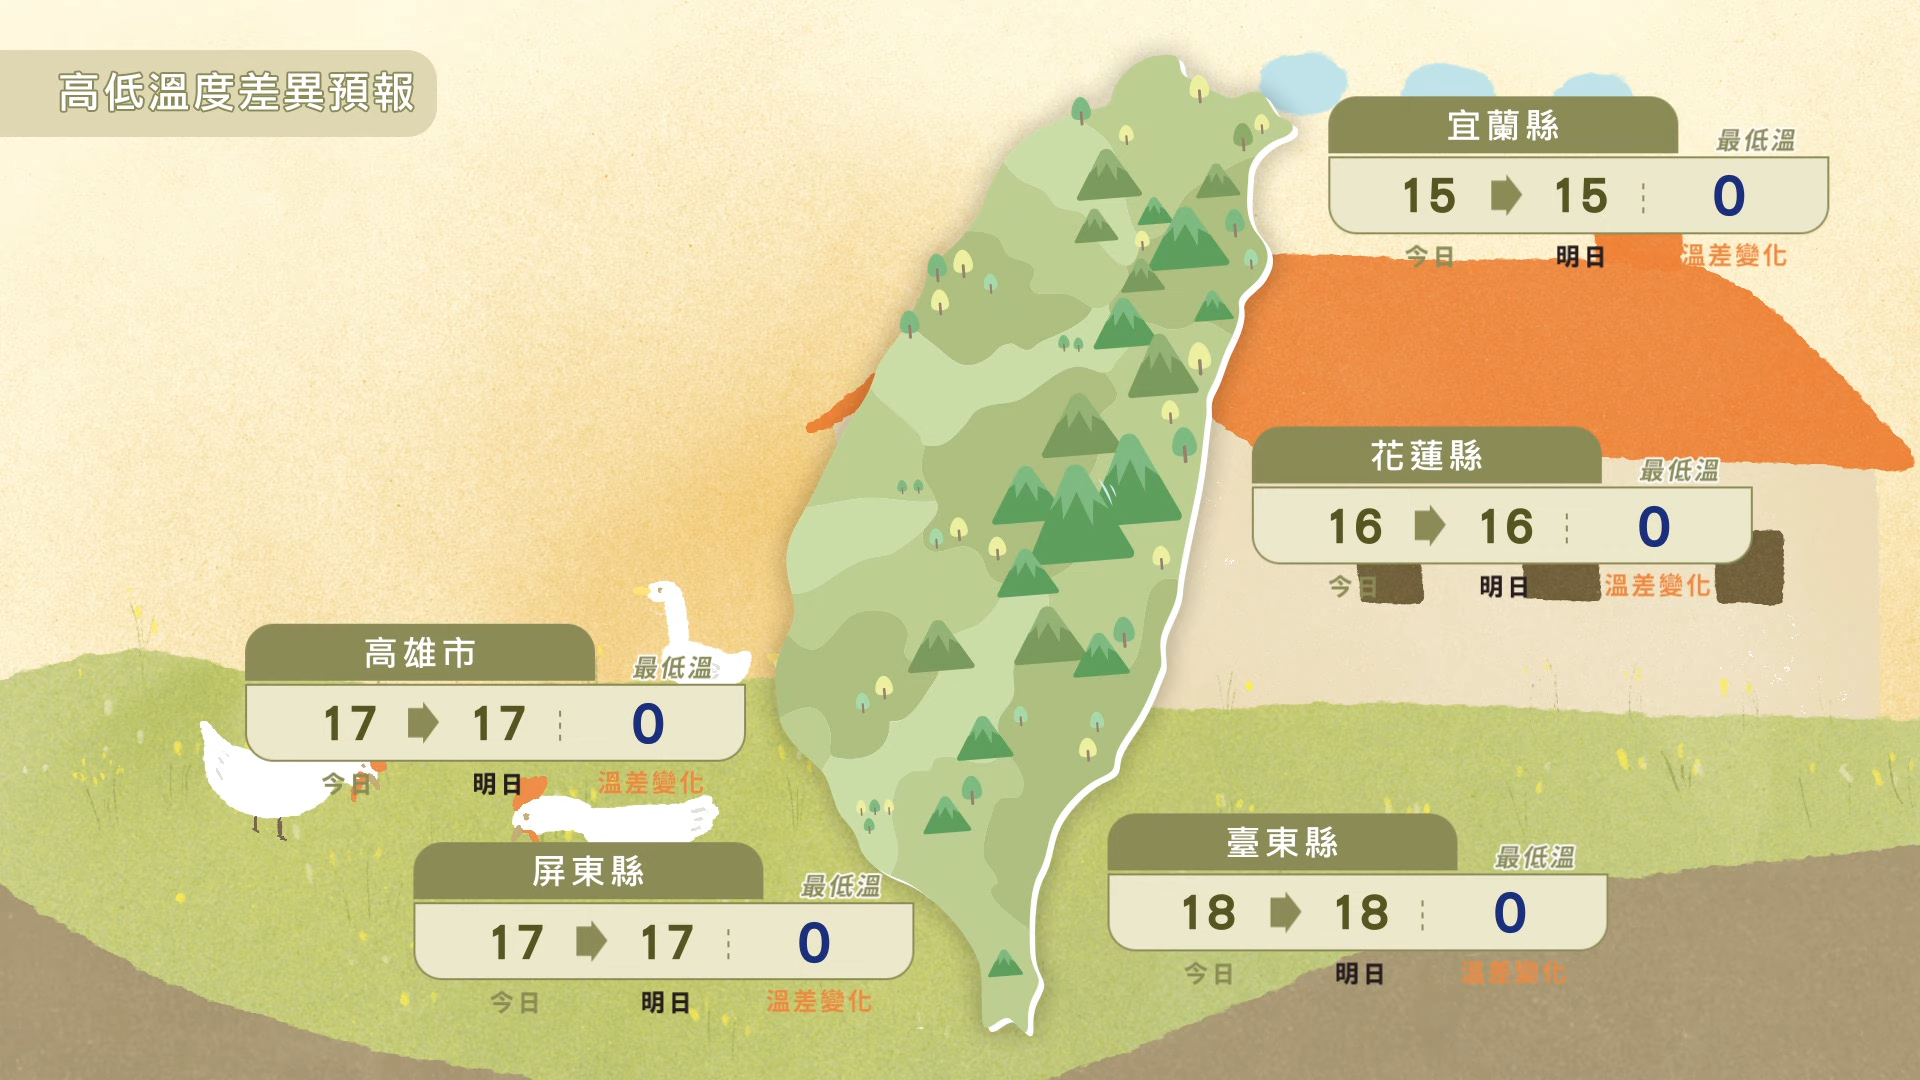 高低溫度差異預報
宜蘭縣
最低溫
15 15 0
今日 明日 溫差變化
花蓮縣
最低溫
16 16 0
今日 明日 溫差變化
高雄市
最低溫
17 17 0
今日 明日 溫差變化
屏東縣
最低溫
17 17 0
今日 明日 溫差變化
臺東縣
最低溫
18 18 0
今日 明日 溫差變化